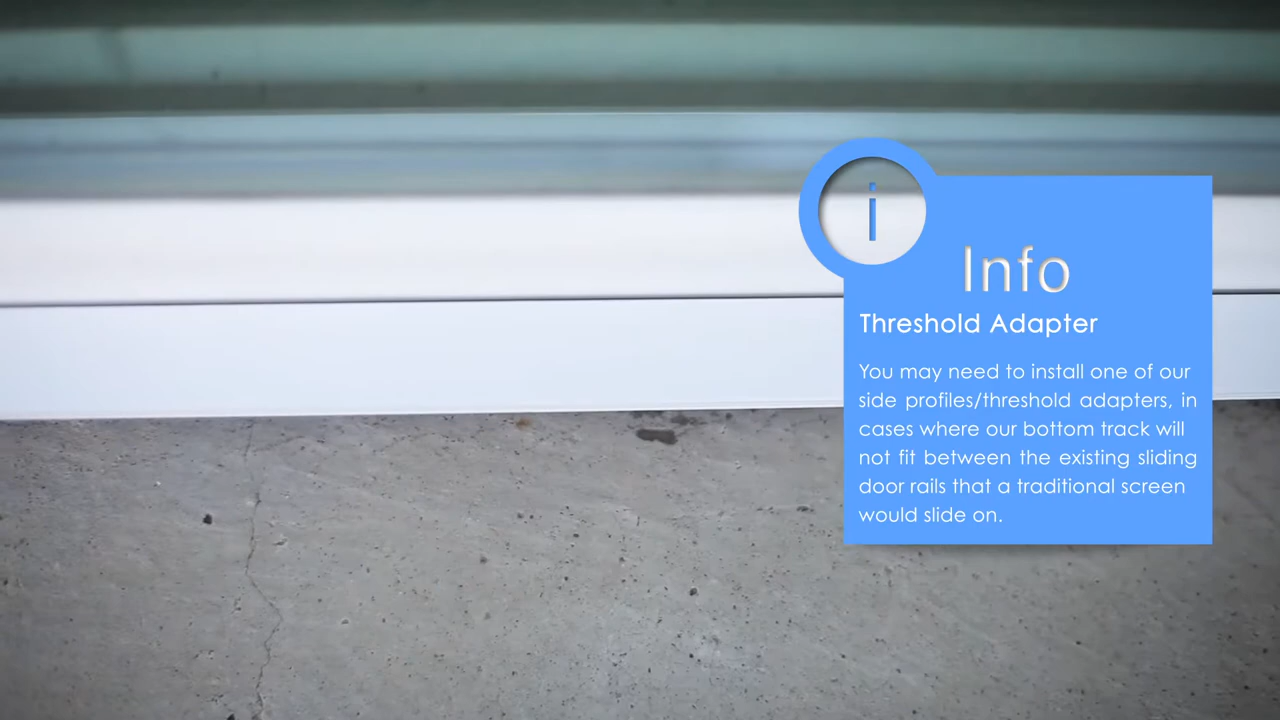 i
Info
Threshold Adapter
You may need to install one of our
side profiles/threshold adapters, in
cases where our bottom track will
not fit between the existing sliding
door rails that a traditional screen
would slide on.